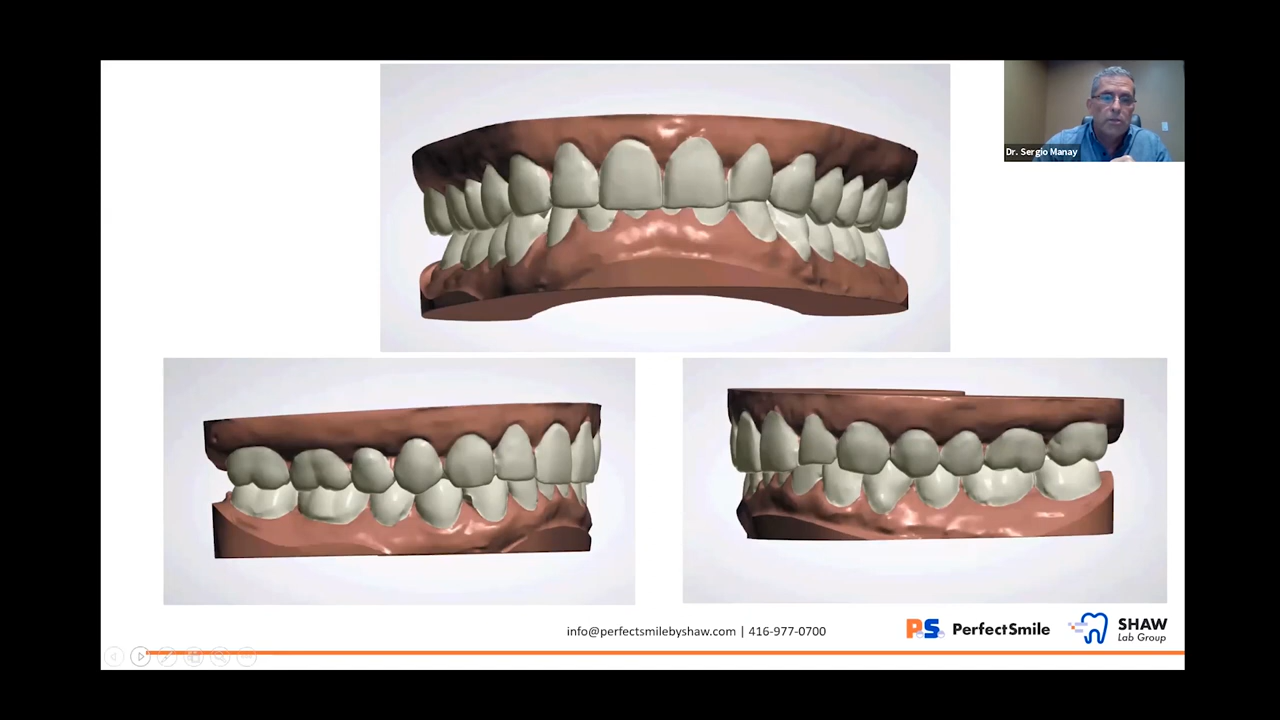 Dr. Sergio Manay
info@perfectsmilebyshaw.com | 416-977-0700
PS PerfectSmile
SHAW
Lab Group